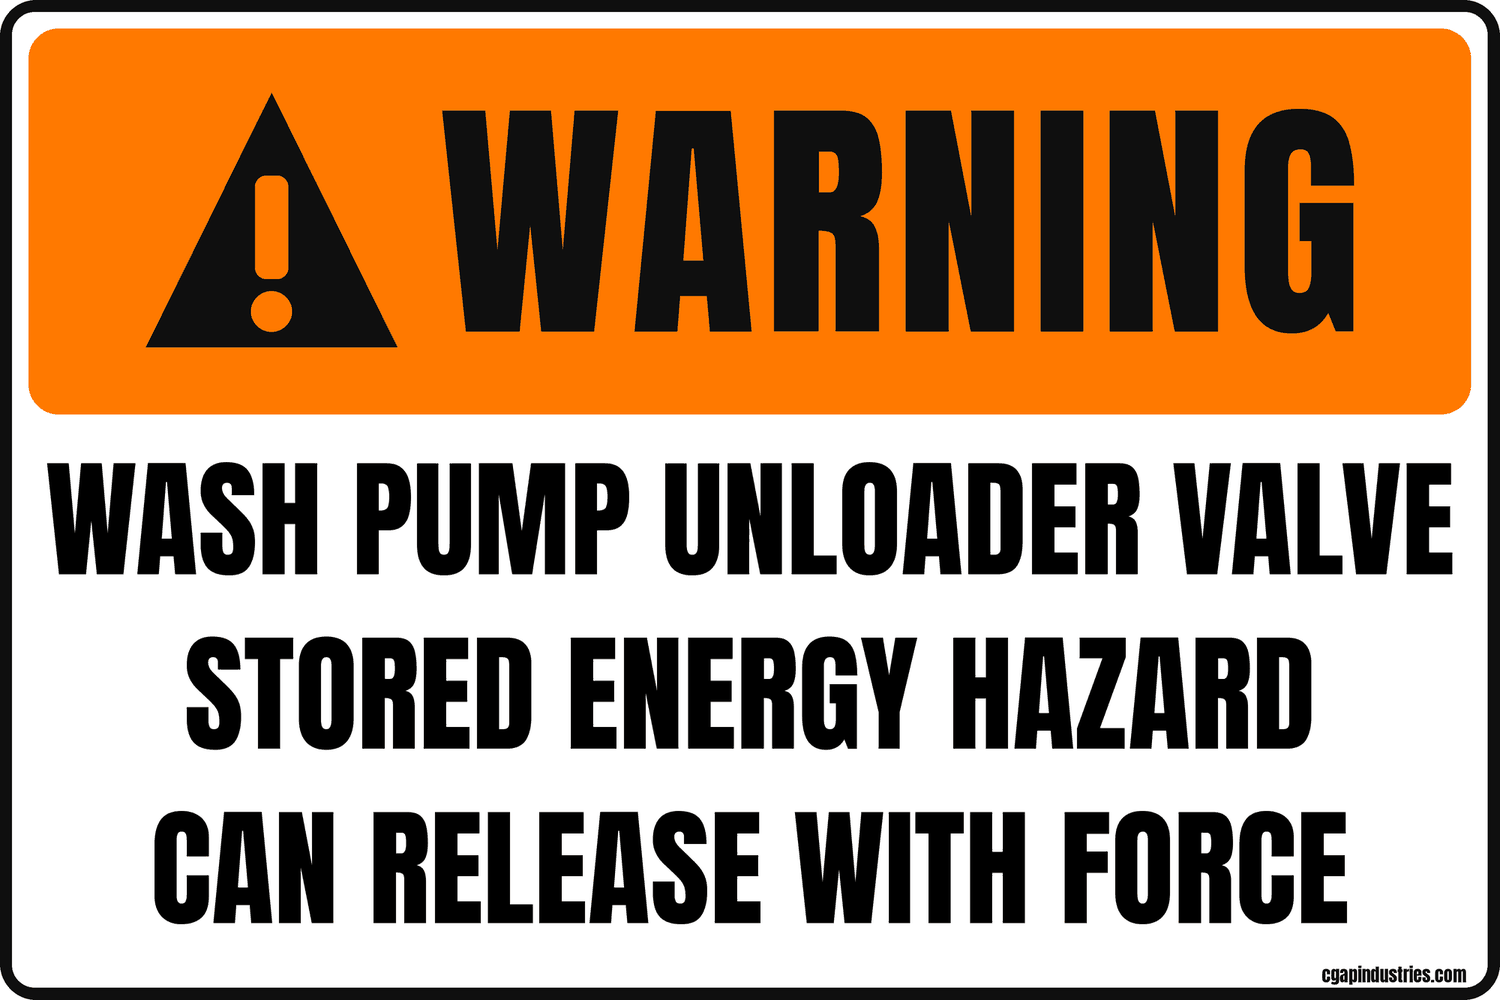 WARNING
WASH PUMP UNLOADER VALVE
STORED ENERGY HAZARD
CAN RELEASE WITH FORCE
cgapindustries.com